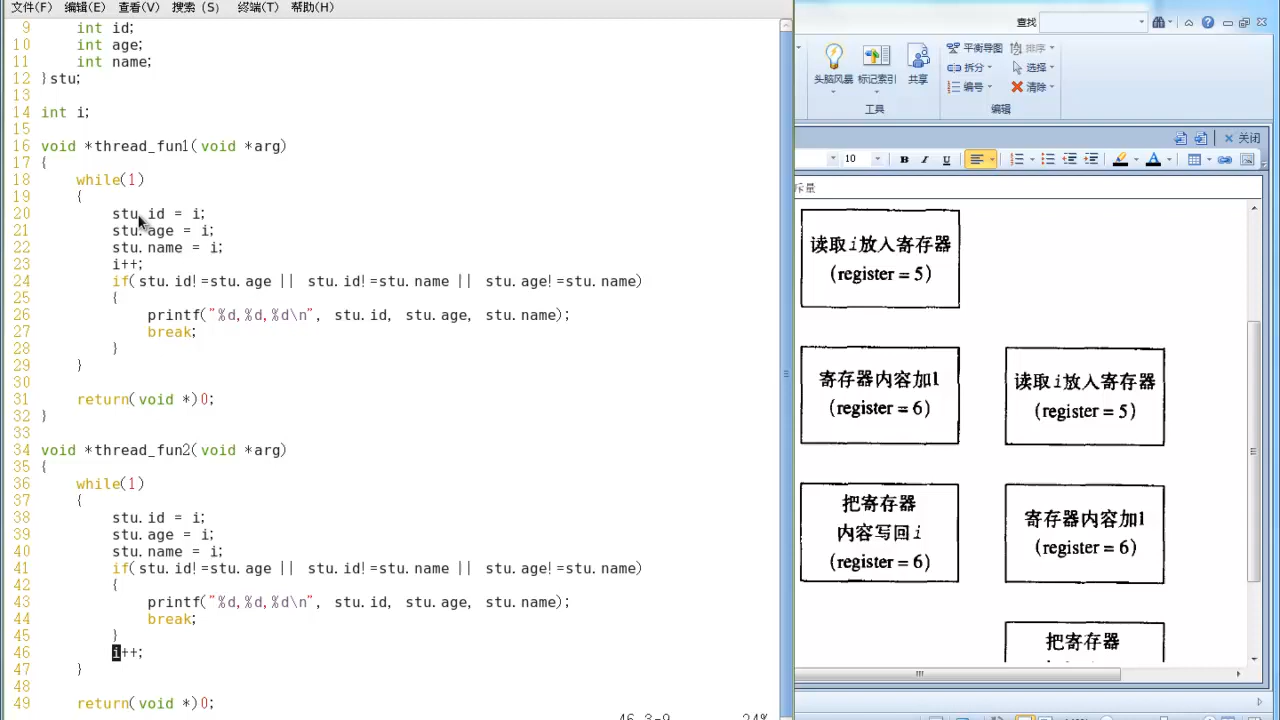 文件(F) 编辑(E) 查看(V) 搜索 (S) 终端(T) 帮助(H)
9 int id;
10 int age;
11 int name;
12 }stu;
13
14 int i;
15
16 void *thread_fun1(void *arg)
17 {
18 while(1)
19 {
20 stu.id = i;
21 stu.age = i;
22 stu.name = i;
23 i++;
24 if(stu.id!=stu.age || stu.id!=stu.name || stu.age!=stu.name)
25 {
26 printf("%d,%d,%d\n", stu.id, stu.age, stu.name);
27 break;
28 }
29 }
30
31 return(void *)0;
32 }
33
34 void *thread_fun2(void *arg)
35 {
36 while(1)
37 {
38 stu.id = i;
39 stu.age = i;
40 stu.name = i;
41 if(stu.id!=stu.age || stu.id!=stu.name || stu.age!=stu.name)
42 {
43 printf("%d,%d,%d\n", stu.id, stu.age, stu.name);
44 break;
45 }
46 i++;
47 }
48
49 return(void *)0;
46,3-9 24%
查找
头脑风暴 标记索引 共享
平衡导图 排序
拆分 选择
编号 清除
工具 编辑
关闭
10 B I U A
斥量
读取i放入寄存器
(register = 5)
寄存器内容加1
(register = 6)
读取i放入寄存器
(register = 5)
把寄存器
内容写回i
(register = 6)
寄存器内容加1
(register = 6)
把寄存器